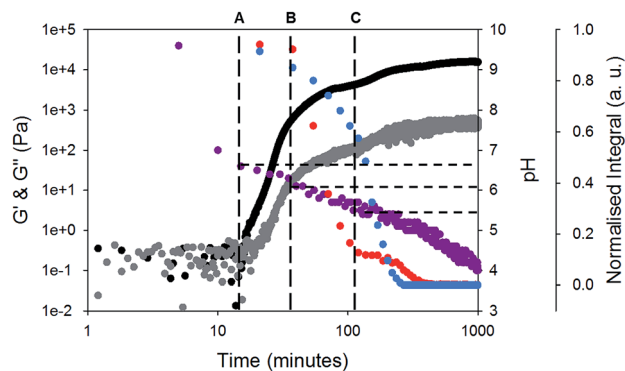 A B C
1e+5
1e+4
1e+3
1e+2
1e+1
1e+0
1e-1
1e-2
G' & G" (Pa)
1 10 100 1000
Time (minutes)
10
9
8
7
6
5
4
3
pH
1.0
0.8
0.6
0.4
0.2
0.0
Normalised Integral (a. u.)